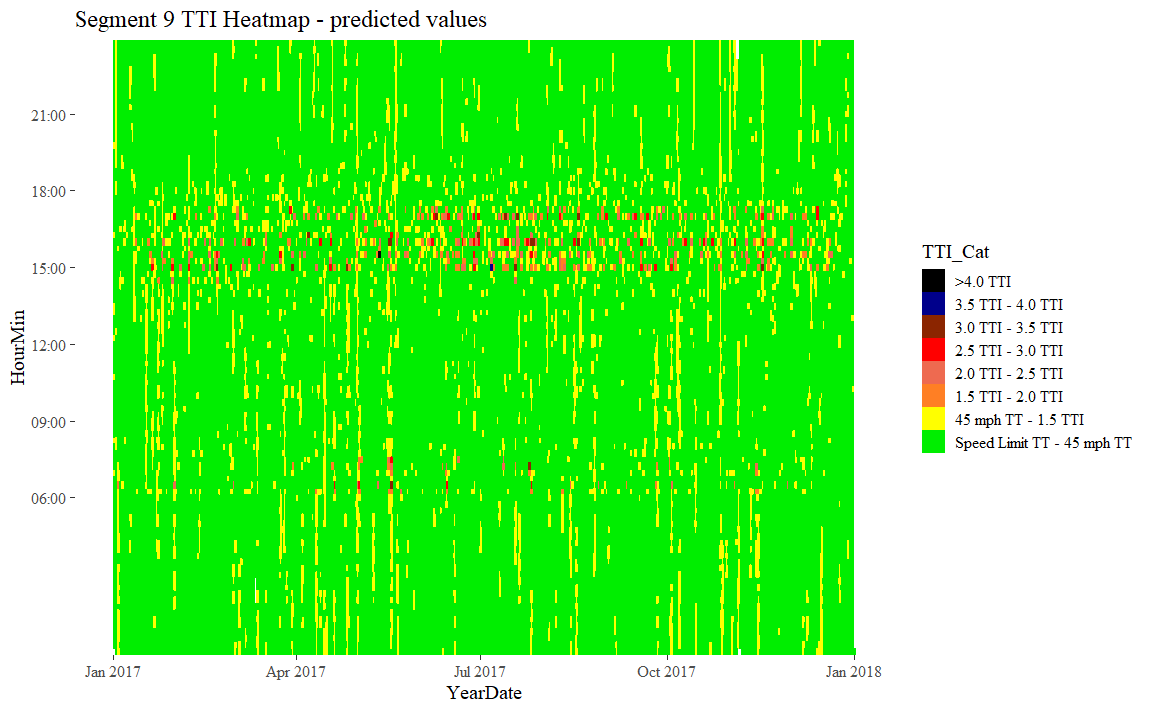 Segment 9 TTI Heatmap - predicted values
HourMin
21:00
18:00
15:00
12:00
09:00
06:00
Jan 2017
Apr 2017
Jul 2017
Oct 2017
Jan 2018
YearDate
TTI_Cat
>4.0 TTI
3.5 TTI - 4.0 TTI
3.0 TTI - 3.5 TTI
2.5 TTI - 3.0 TTI
2.0 TTI - 2.5 TTI
1.5 TTI - 2.0 TTI
45 mph TT - 1.5 TTI
Speed Limit TT - 45 mph TT